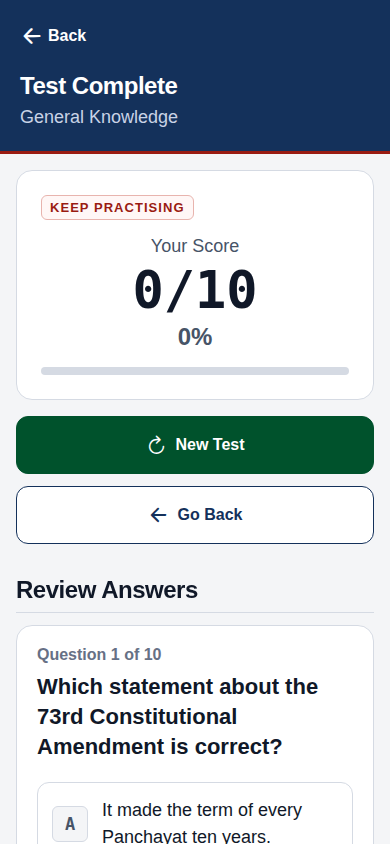 Back
Test Complete
General Knowledge
KEEP PRACTISING
Your Score
0/10
0%
New Test
Go Back
Review Answers
Question 1 of 10
Which statement about the
73rd Constitutional
Amendment is correct?
A
It made the term of every
Panchayat ten years.